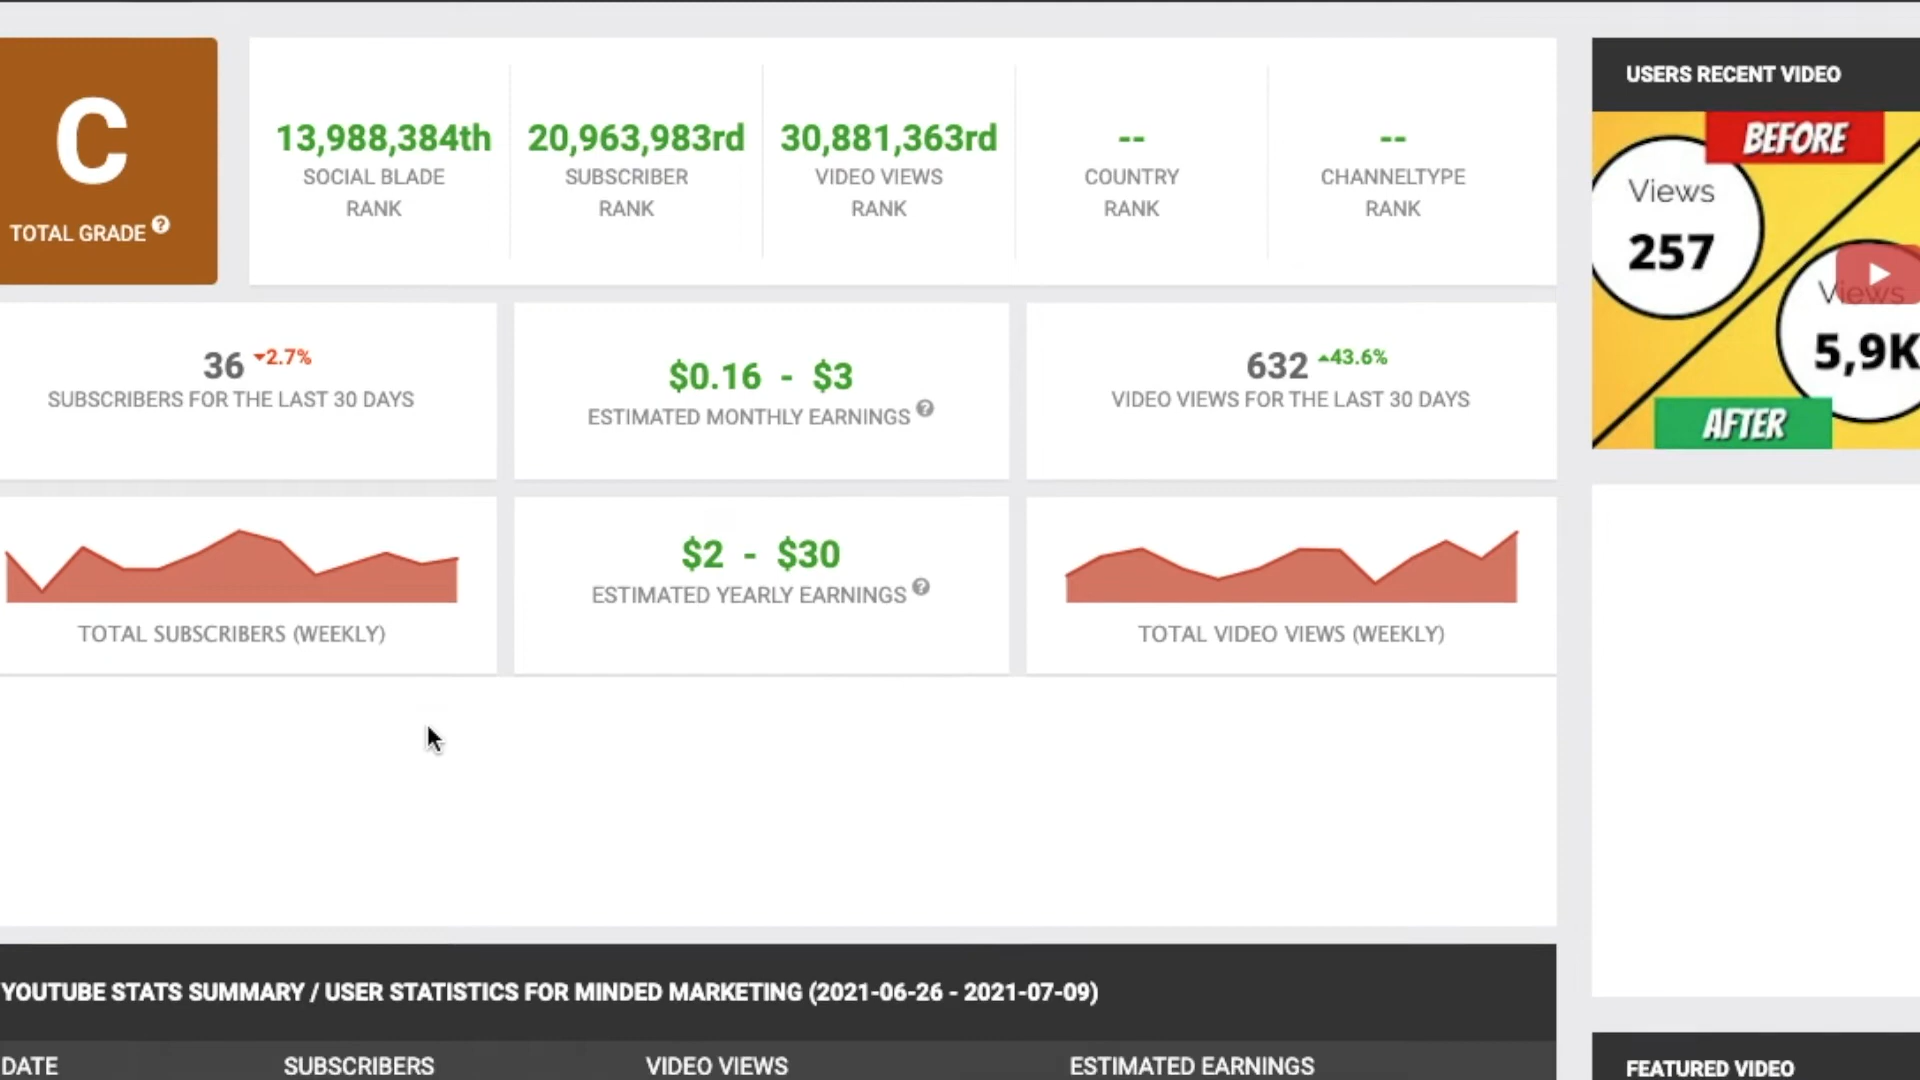 C
TOTAL GRADE ?
13,988,384th
SOCIAL BLADE
RANK
20,963,983rd
SUBSCRIBER
RANK
30,881,363rd
VIDEO VIEWS
RANK
--
COUNTRY
RANK
--
CHANNELTYPE
RANK
36 2.7%
SUBSCRIBERS FOR THE LAST 30 DAYS
$0.16 - $3
ESTIMATED MONTHLY EARNINGS ?
632 43.6%
VIDEO VIEWS FOR THE LAST 30 DAYS
TOTAL SUBSCRIBERS (WEEKLY)
$2 - $30
ESTIMATED YEARLY EARNINGS ?
TOTAL VIDEO VIEWS (WEEKLY)
YOUTUBE STATS SUMMARY / USER STATISTICS FOR MINDED MARKETING (2021-06-26 - 2021-07-09)
DATE SUBSCRIBERS VIDEO VIEWS ESTIMATED EARNINGS
USERS RECENT VIDEO
BEFORE
Views
257
Views
5,9K
AFTER
FEATURED VIDEO